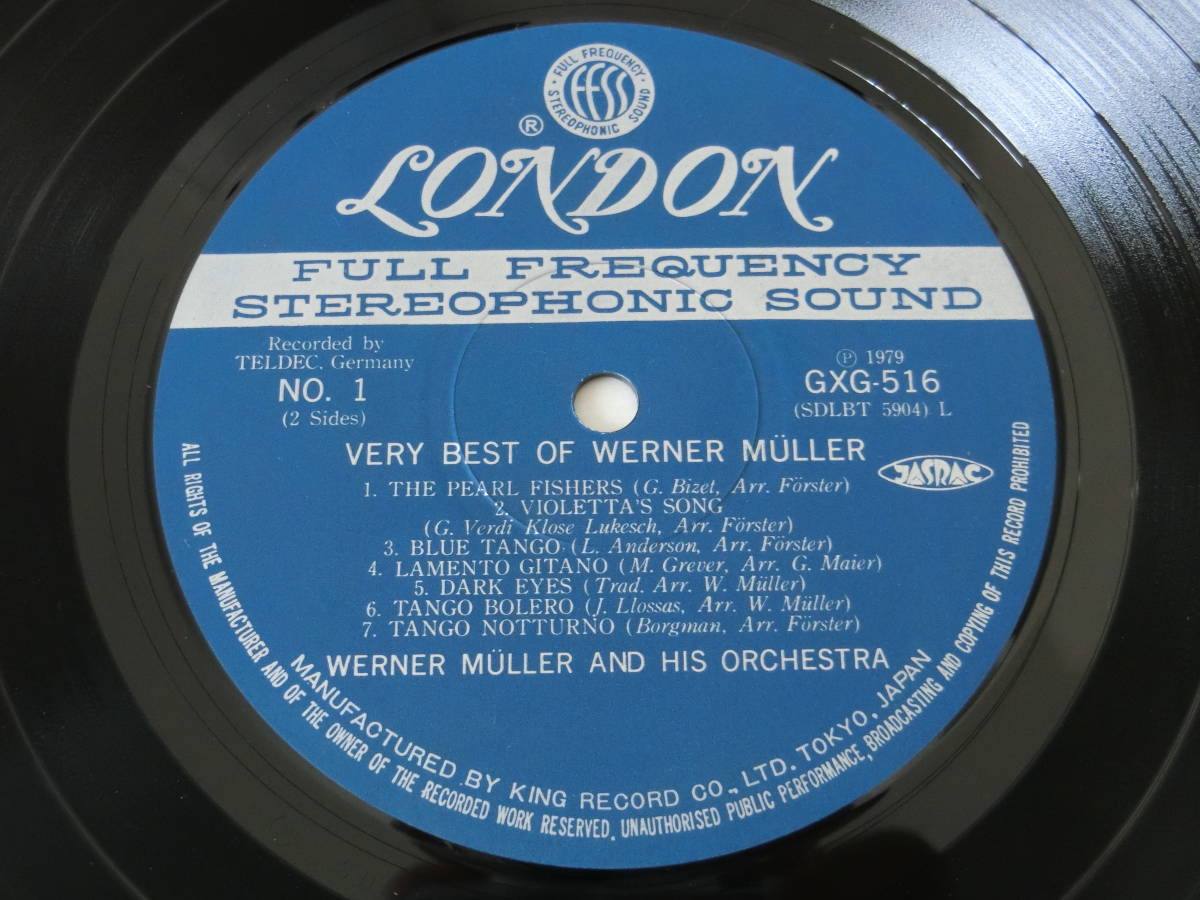 · FULL FREQUENCY ·
FFSS
STEREOPHONIC SOUND
®
LONDON
FULL FREQUENCY
STEREOPHONIC SOUND
Recorded by
TELDEC, Germany
NO. 1
(2 Sides)
Ⓟ 1979
GXG-516
(SDLBT 5904) L
VERY BEST OF WERNER MÜLLER
JASRAC
1. THE PEARL FISHERS (G. Bizet, Arr. Förster)
2. VIOLETTA'S SONG
(G. Verdi Klose Lukesch, Arr. Förster)
3. BLUE TANGO (L. Anderson, Arr. Förster)
4. LAMENTO GITANO (M. Grever, Arr. G. Maier)
5. DARK EYES (Trad. Arr. W. Müller)
6. TANGO BOLERO (J. Llossas, Arr. W. Müller)
7. TANGO NOTTURNO (Borgman, Arr. Förster)
WERNER MÜLLER AND HIS ORCHESTRA
MANUFACTURED BY KING RECORD CO., LTD. TOKYO, JAPAN
ALL RIGHTS OF THE MANUFACTURER AND OF THE OWNER OF THE RECORDED WORK RESERVED. UNAUTHORISED PUBLIC PERFORMANCE, BROADCASTING AND COPYING OF THIS RECORD PROHIBITED